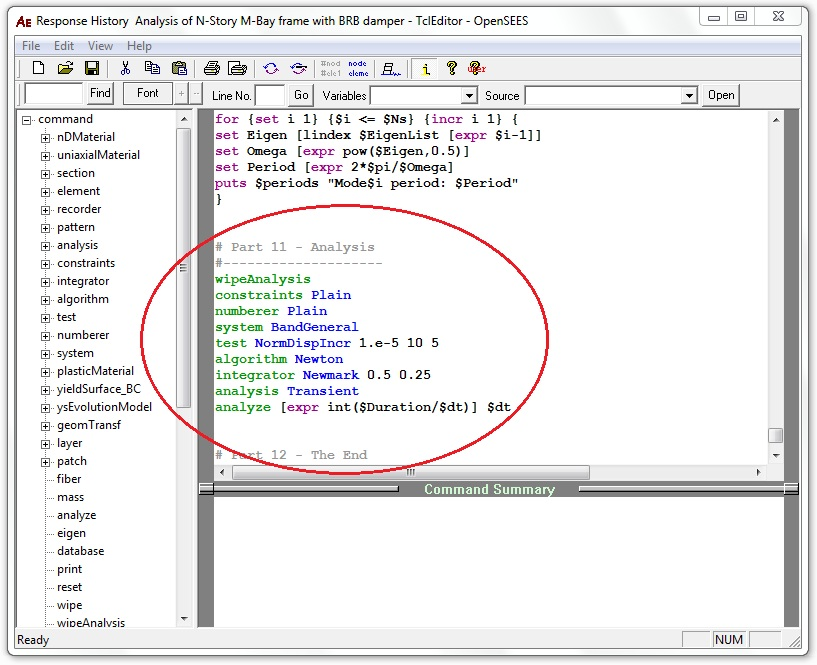 Response History Analysis of N-Story M-Bay frame with BRB damper - TclEditor - OpenSEES
File Edit View Help
#nod #ele1 node eleme i ? ?
Find Font + - Line No. Go Variables Source Open
command
nDMaterial
uniaxialMaterial
section
element
recorder
pattern
analysis
constraints
integrator
algorithm
test
numberer
system
plasticMaterial
yieldSurface_BC
ysEvolutionModel
geomTransf
layer
patch
fiber
mass
analyze
eigen
database
print
reset
wipe
wipeAnalysis
for {set i 1} {$i <= $Ns} {incr i 1} {
set Eigen [lindex $EigenList [expr $i-1]]
set Omega [expr pow($Eigen,0.5)]
set Period [expr 2*$pi/$Omega]
puts $periods "Mode$i period: $Period"
}
# Part 11 - Analysis
#--------------------
wipeAnalysis
constraints Plain
numberer Plain
system BandGeneral
test NormDispIncr 1.e-5 10 5
algorithm Newton
integrator Newmark 0.5 0.25
analysis Transient
analyze [expr int($Duration/$dt)] $dt
# Part 12 - The End
Command Summary
Ready NUM